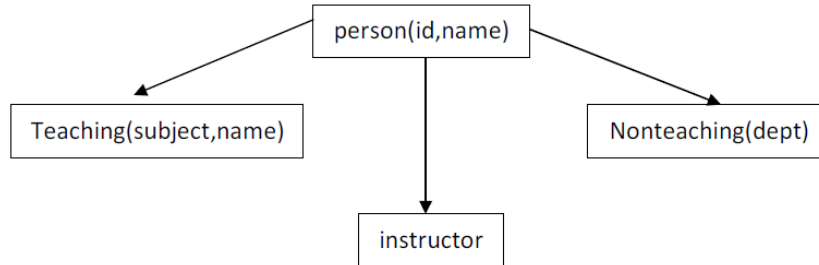 person(id,name)
Teaching(subject,name)
Nonteaching(dept)
instructor